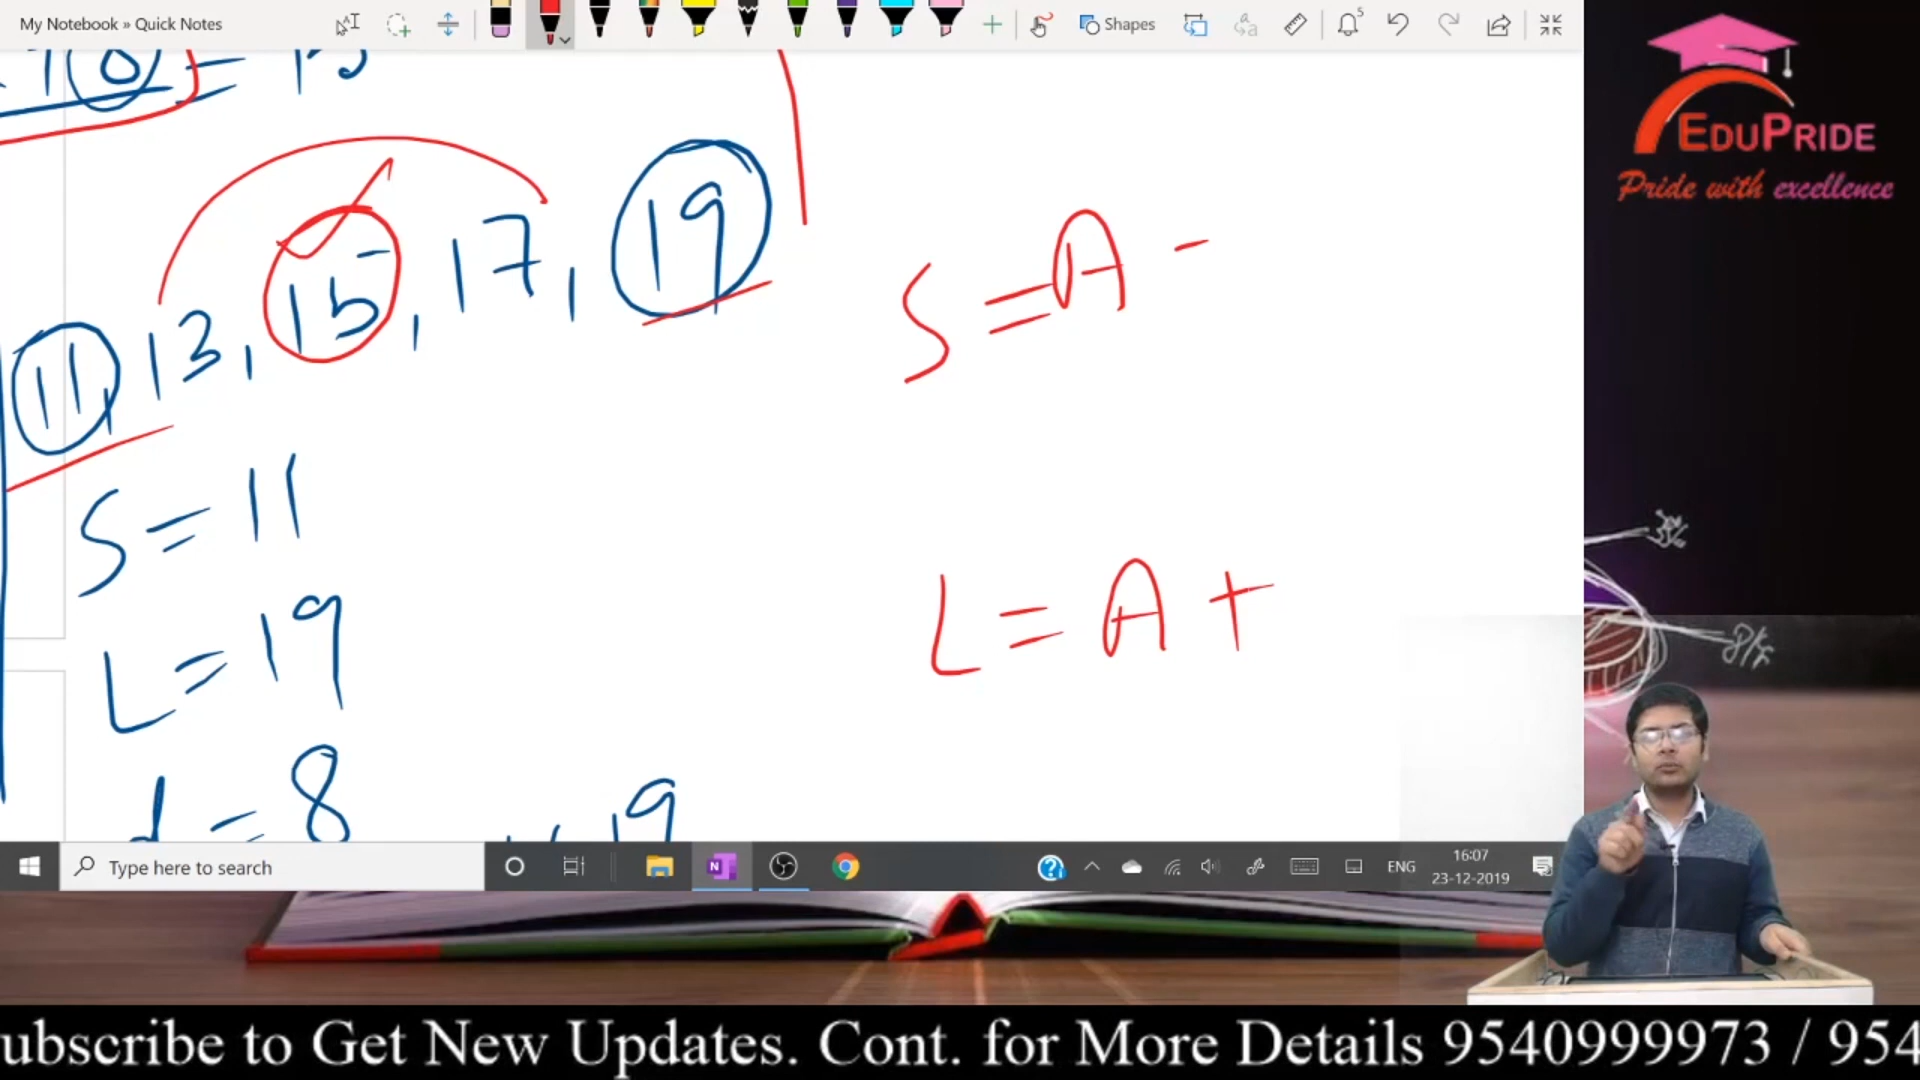 My Notebook » Quick Notes
Shapes
5
EDUPRIDE
Pride with excellence
11, 13, 15, 17, 19
S = A -
S = 11
L = 19
L = A +
d = 8
19
Type here to search
ENG
16:07
23-12-2019
ubscribe to Get New Updates. Cont. for More Details 9540999973 / 954